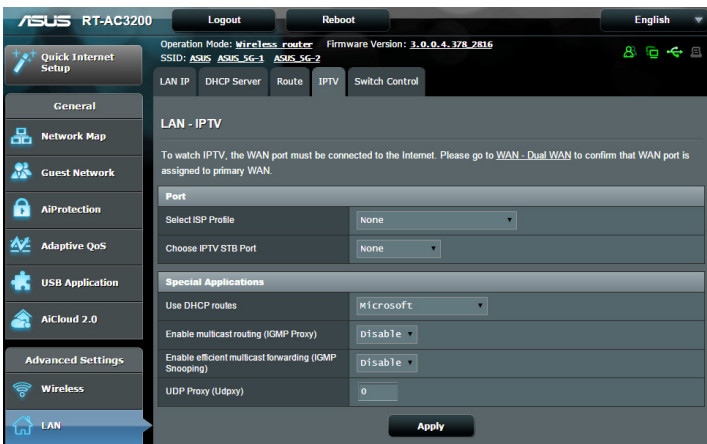 ASUS RT-AC3200 Logout Reboot English
Quick Internet Setup
Operation Mode: Wireless router Firmware Version: 3.0.0.4.378_2816
SSID: ASUS ASUS_5G-1 ASUS_5G-2
LAN IP DHCP Server Route IPTV Switch Control
General
Network Map
Guest Network
AiProtection
Adaptive QoS
USB Application
AiCloud 2.0
Advanced Settings
Wireless
LAN
LAN - IPTV
To watch IPTV, the WAN port must be connected to the Internet. Please go to WAN - Dual WAN to confirm that WAN port is
assigned to primary WAN.
Port
Select ISP Profile None
Choose IPTV STB Port None
Special Applications
Use DHCP routes Microsoft
Enable multicast routing (IGMP Proxy) Disable
Enable efficient multicast forwarding (IGMP
Snooping) Disable
UDP Proxy (Udpxy) 0
Apply